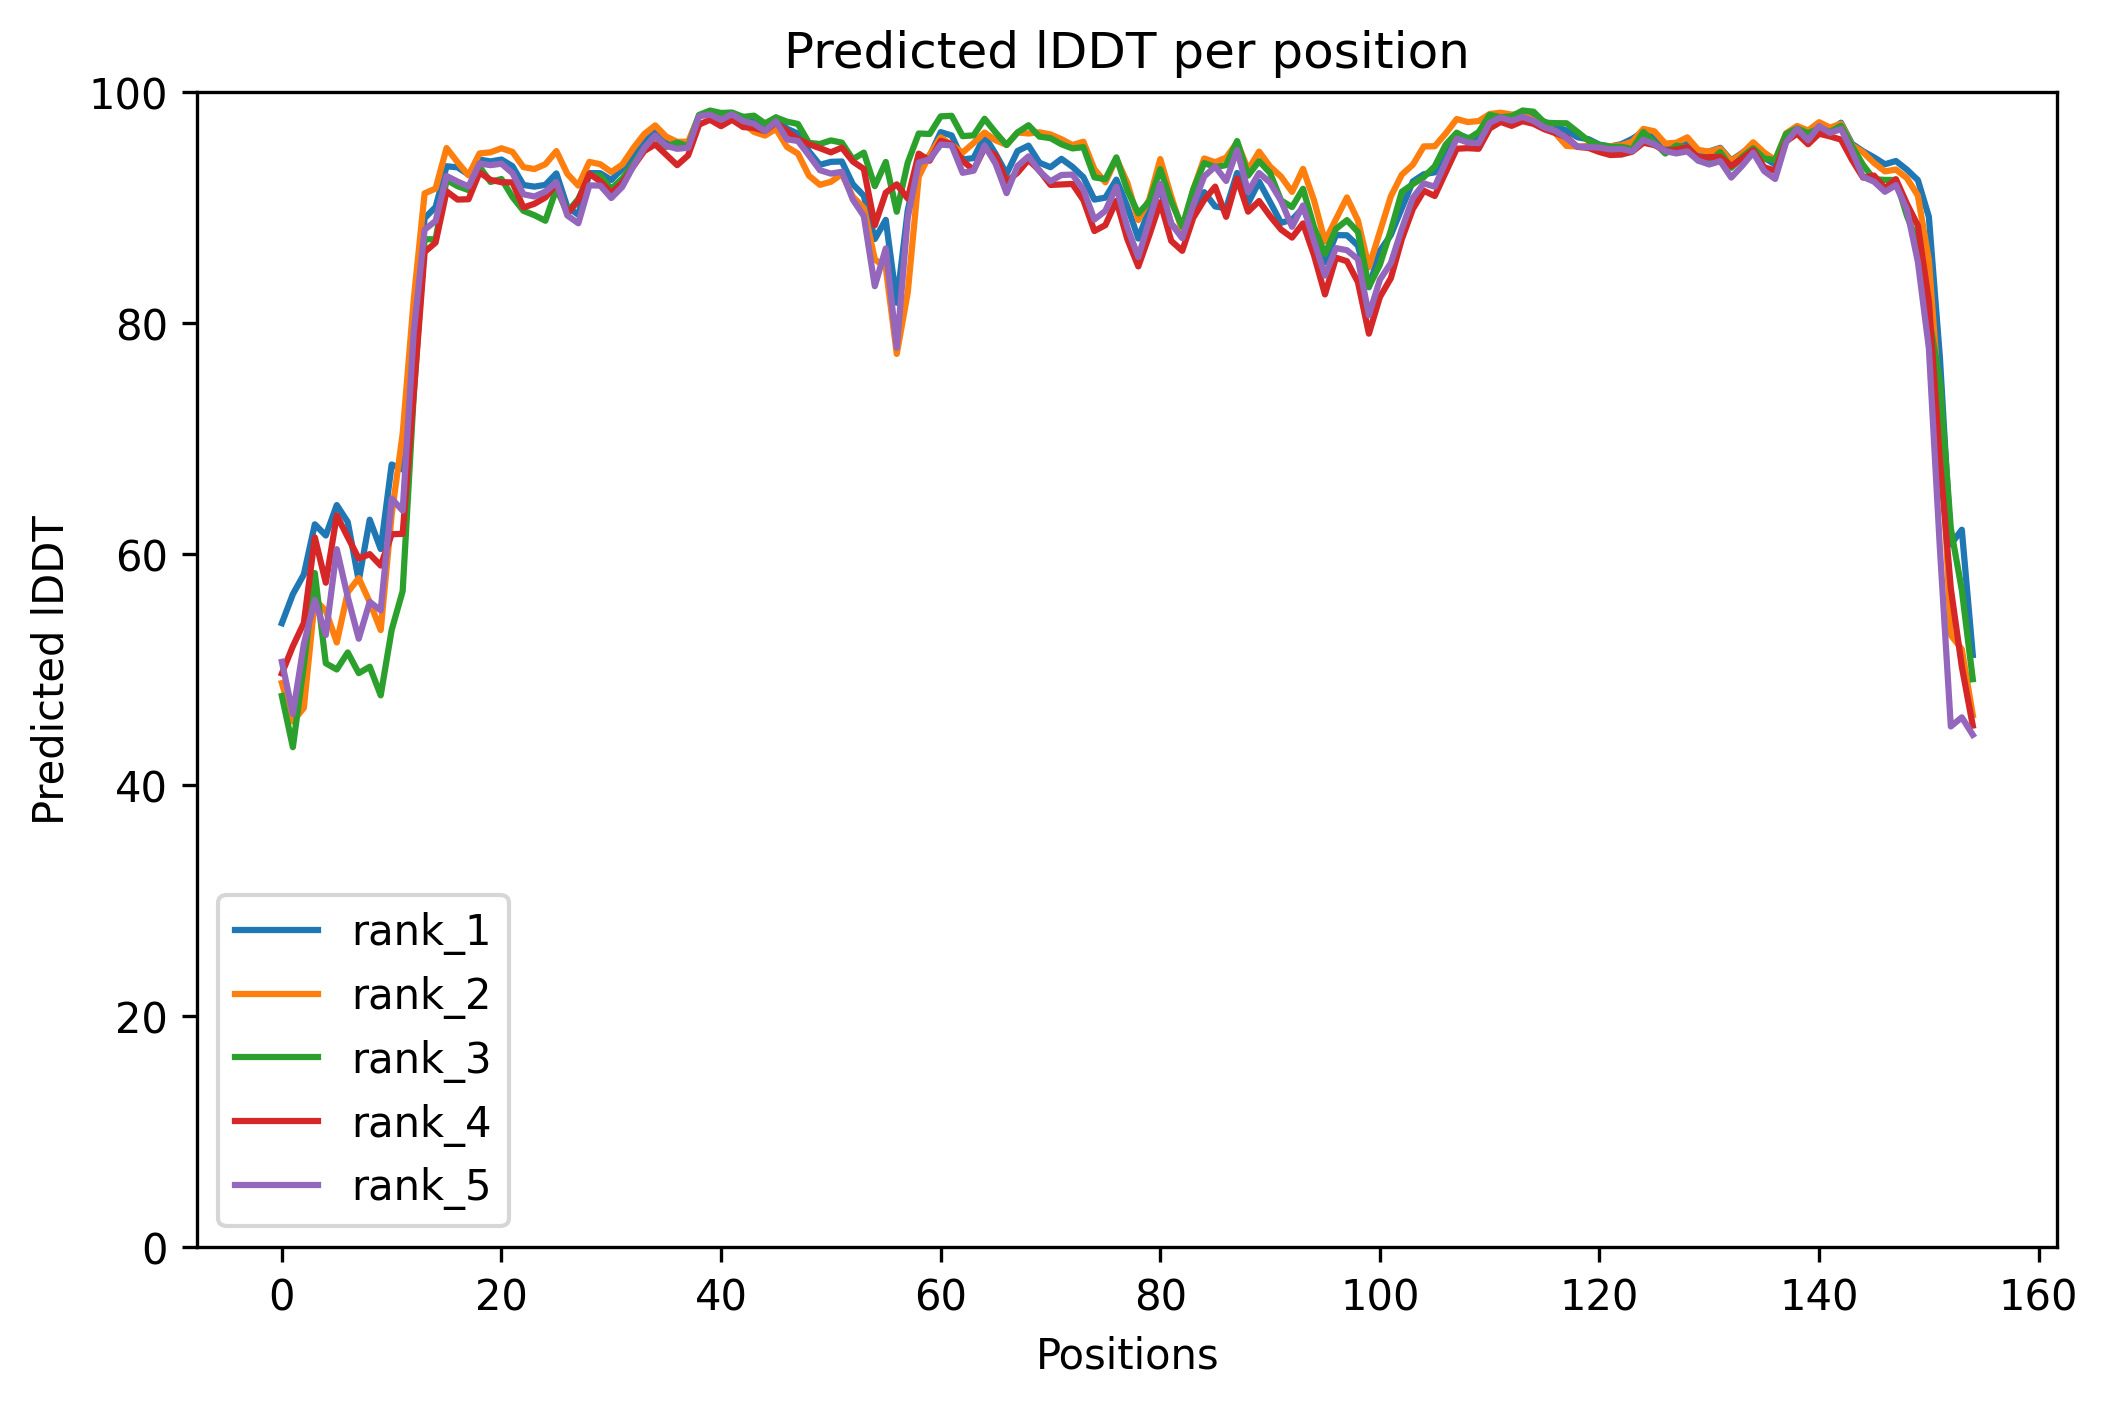 Predicted lDDT per position
100
80
60
40
20
0
Predicted lDDT
rank_1
rank_2
rank_3
rank_4
rank_5
0 20 40 60 80 100 120 140 160
Positions